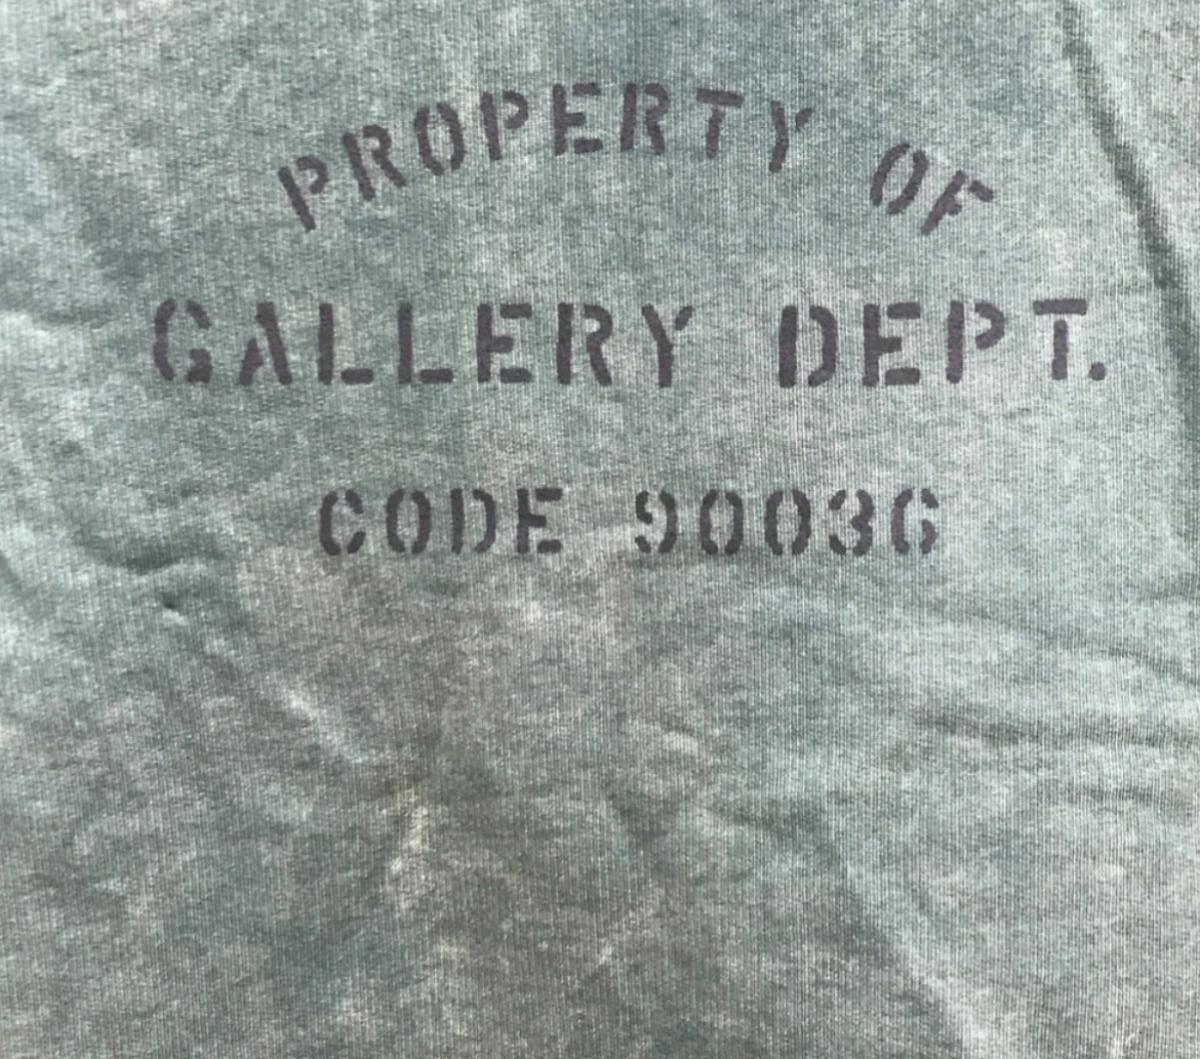 PROPERTY OF
GALLERY DEPT.
CODE 90036